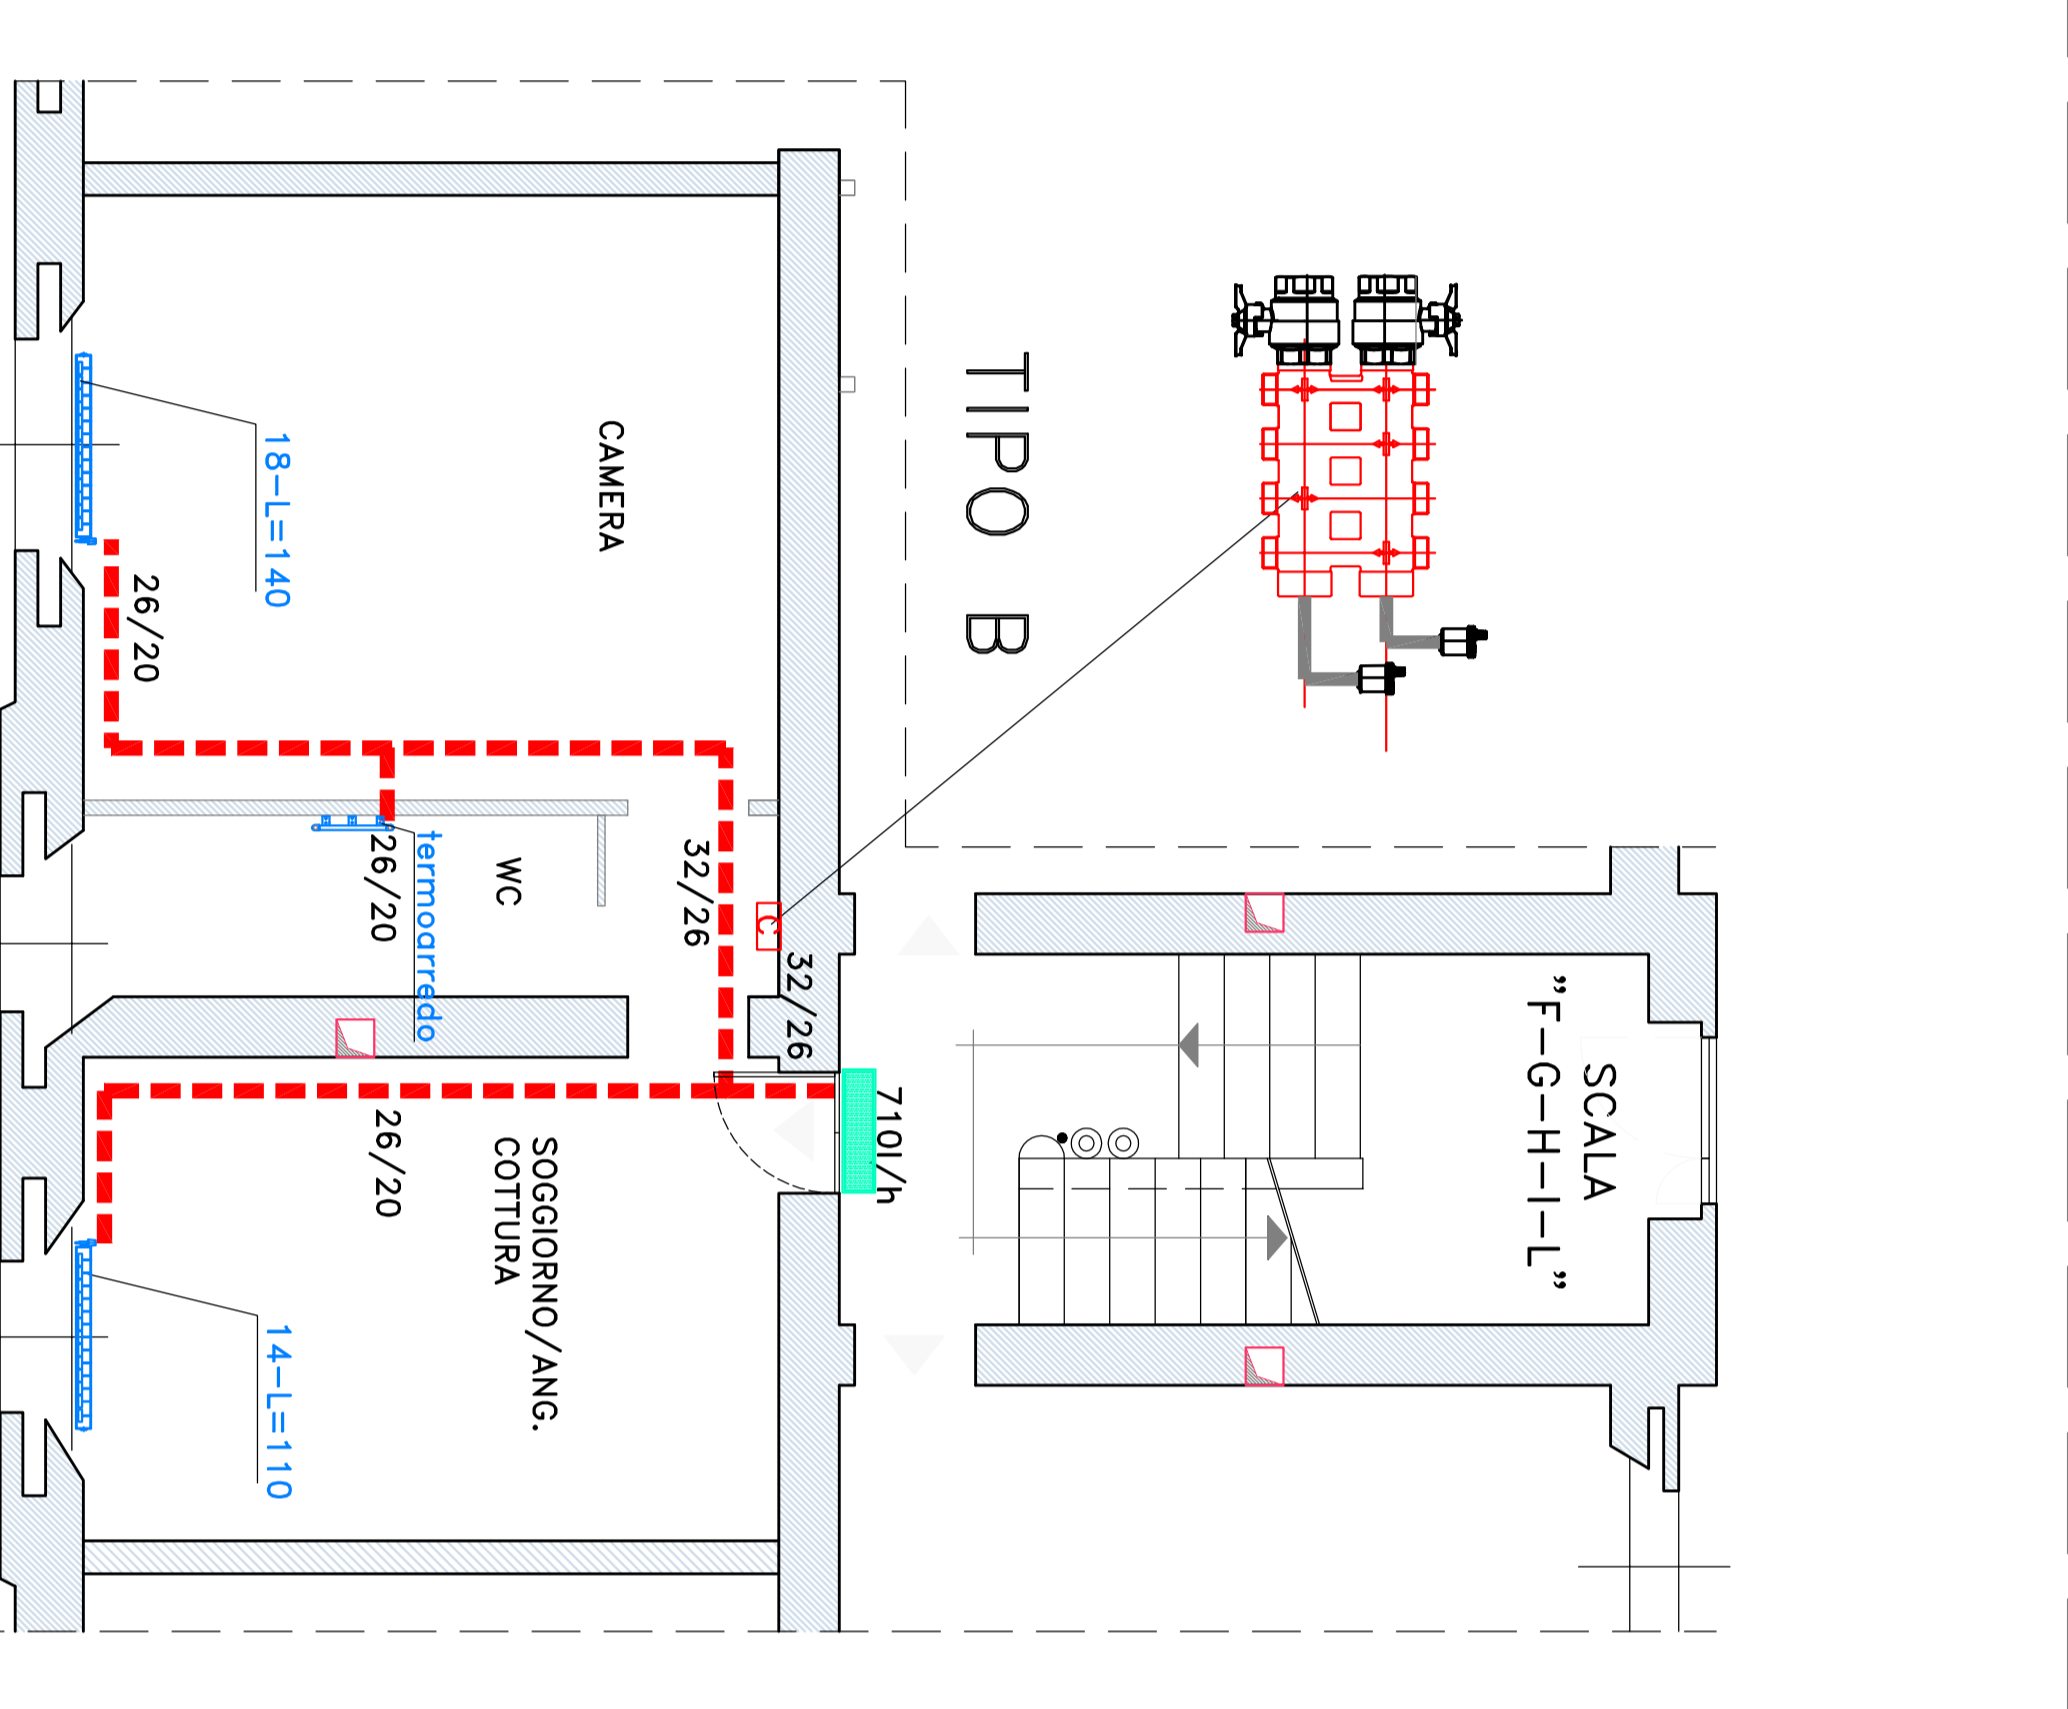 SCALA
"F-G-H-I-L"
TIPO B
710l/h
32/26
C
32/26
CAMERA
WC
SOGGIORNO/ANG.
COTTURA
termoarredo
26/20
26/20
18-L=140
14-L=110
26/20